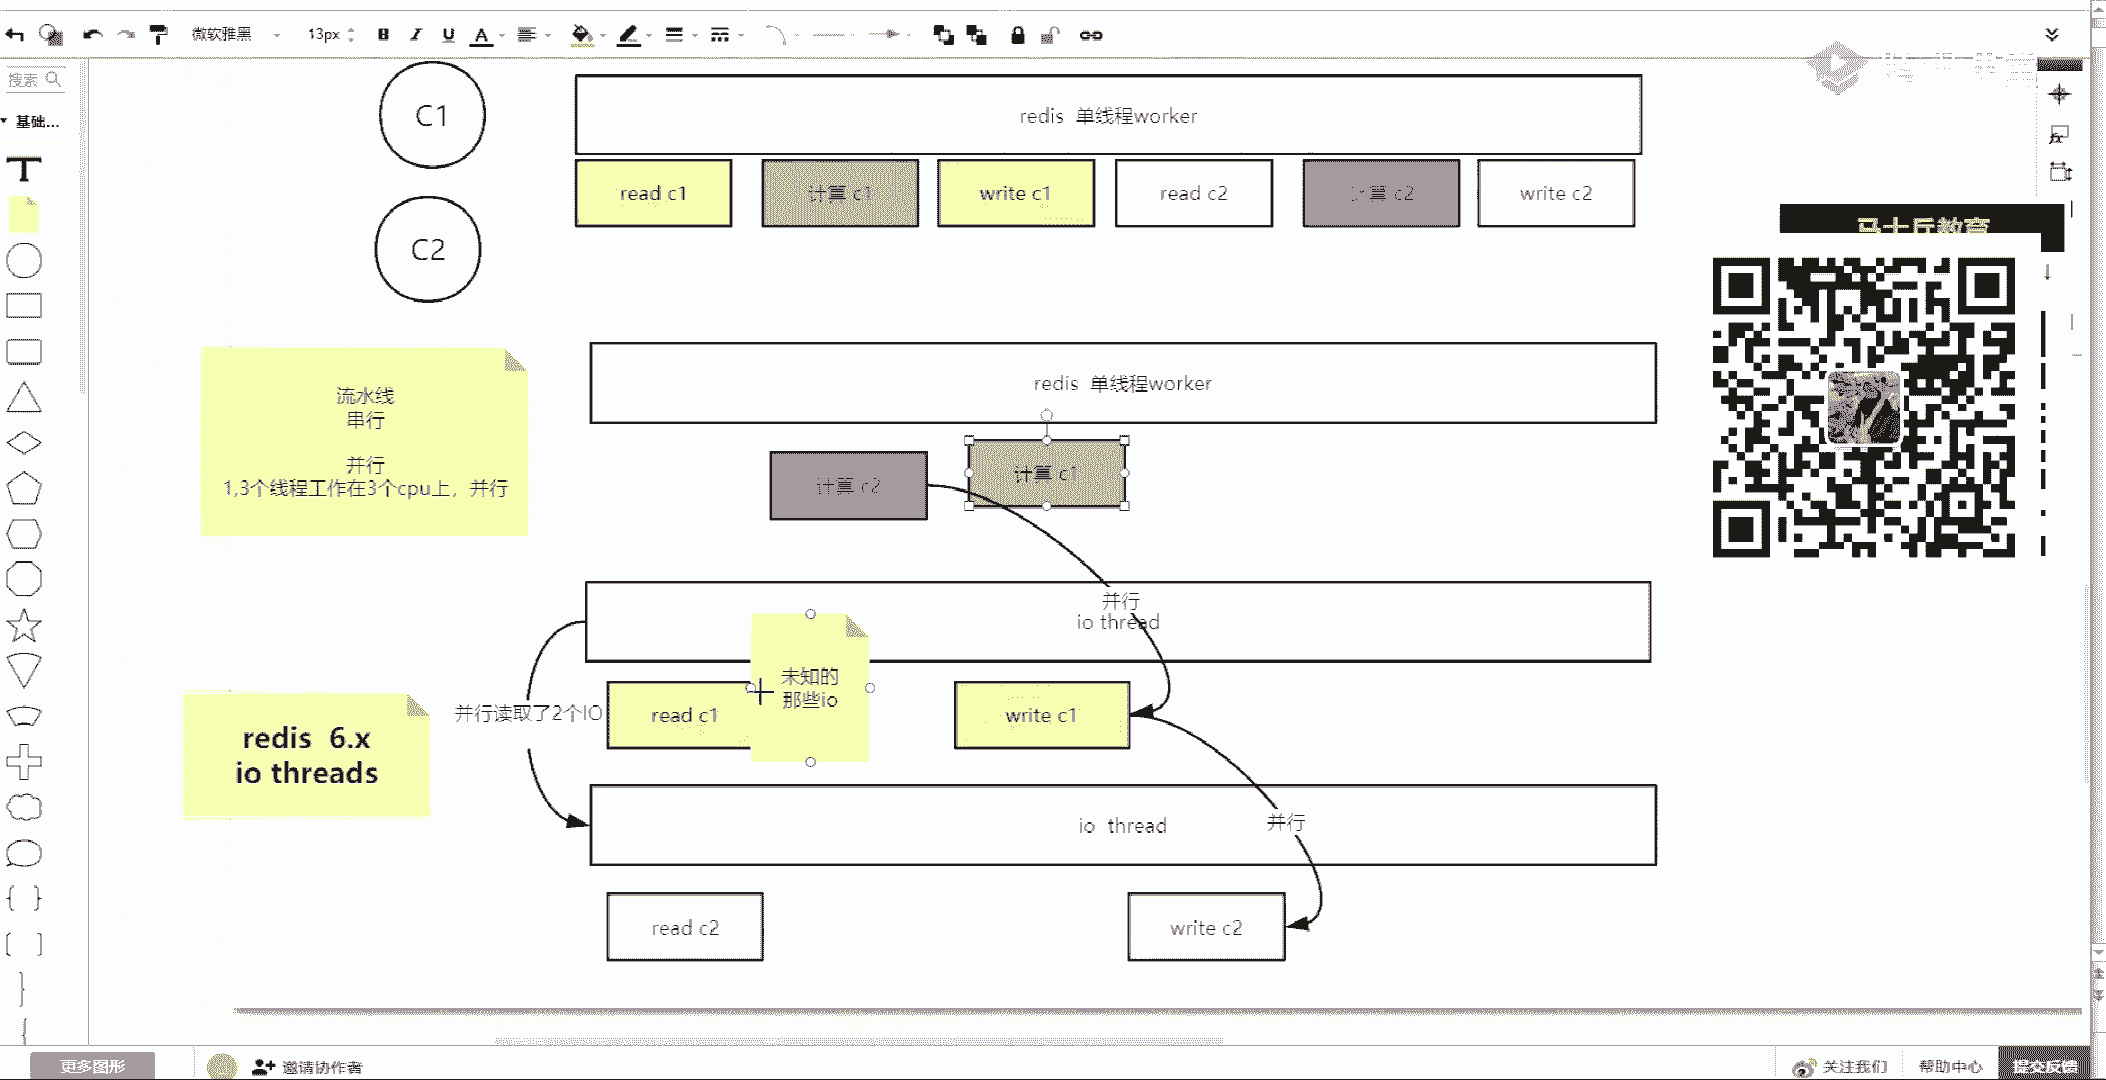 微软雅黑
13px
搜索
基础...
C1
redis 单线程worker
read c1
计算 c1
write c1
read c2
计算 c2
write c2
C2
马士兵教育
redis 单线程worker
流水线
串行
并行
1,3个线程工作在3个cpu上，并行
计算 c2
计算 c1
并行
io thread
未知的
那些io
并行读取了2个IO
read c1
write c1
redis 6.x
io threads
io thread
并行
read c2
write c2
更多图形
邀请协作者
关注我们
帮助中心
提交反馈